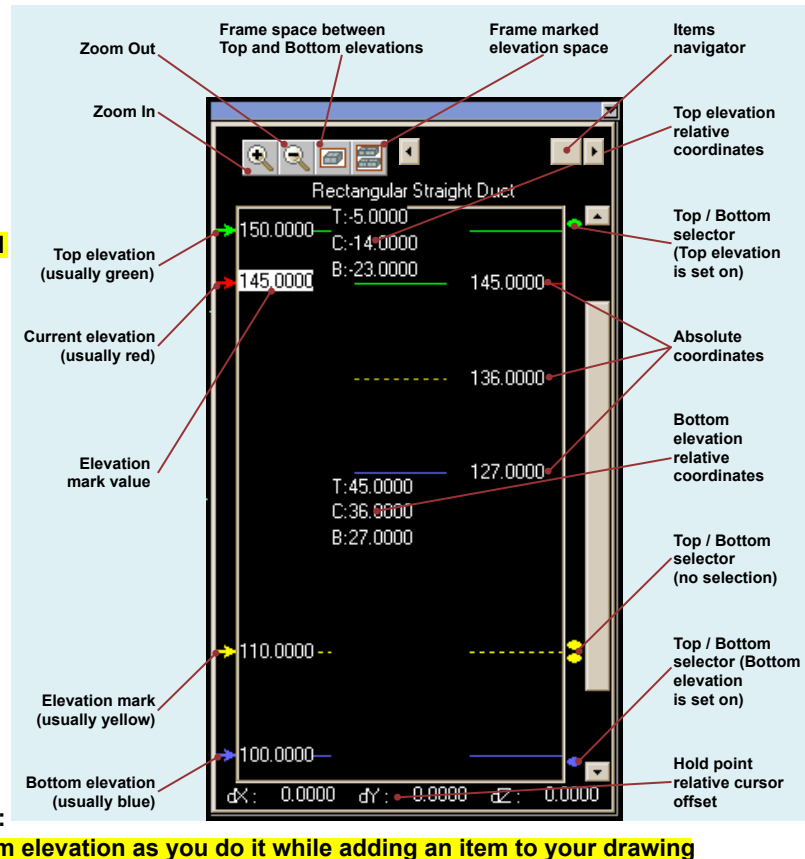 Frame space between
Top and Bottom elevations
Frame marked
elevation space
Items
navigator
Zoom Out
Zoom In
Top elevation
relative
coordinates
Rectangular Straight Duct
150.0000
T:-5.0000
C:-14.0000
B:-23.0000
Top / Bottom
selector
(Top elevation
is set on)
Top elevation
(usually green)
145.0000
145.0000
Current elevation
(usually red)
Absolute
coordinates
136.0000
Elevation
mark value
127.0000
Bottom
elevation
relative
coordinates
T:45.0000
C:36.0000
B:27.0000
Top / Bottom
selector
(no selection)
110.0000
Top / Bottom
selector (Bottom
elevation
is set on)
Elevation mark
(usually yellow)
100.0000
Bottom elevation
(usually blue)
Hold point
relative cursor
offset
dX: 0.0000 dY: 0.0000 dZ: 0.0000
:
m elevation as you do it while adding an item to your drawing